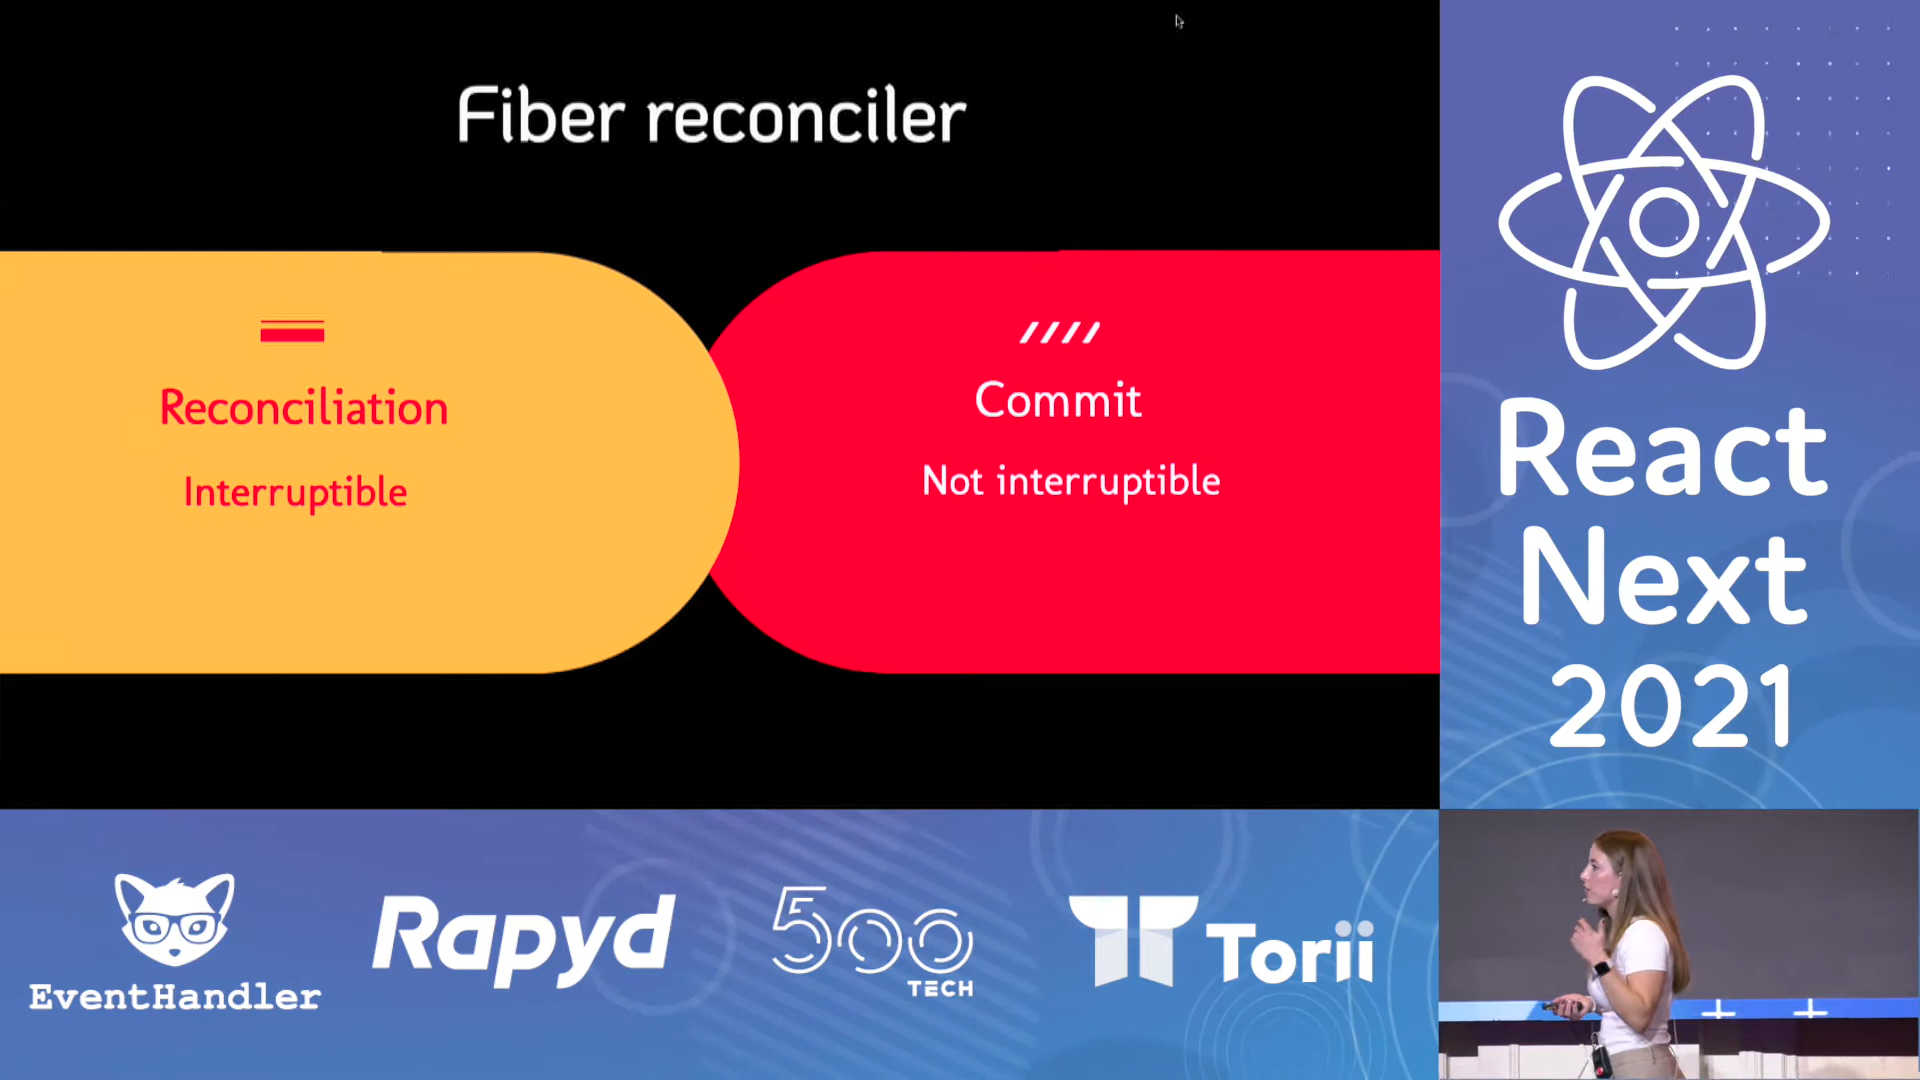 Fiber reconciler
Reconciliation
Interruptible
Commit
Not interruptible
React
Next
2021
EventHandler
Rapyd
500
TECH
Torii